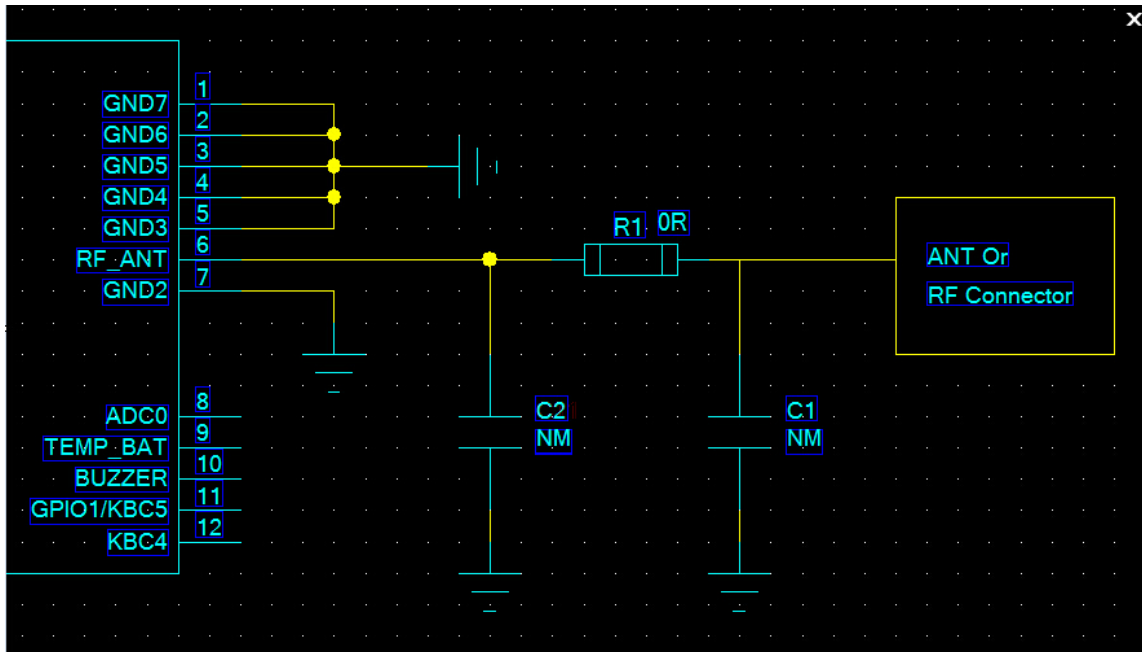 X
GND7 1
GND6 2
GND5 3
GND4 4
GND3 5
RF_ANT 6
GND2 7
R1 0R
ANT Or
RF Connector
ADC0 8
TEMP_BAT 9
BUZZER 10
GPIO1/KBC5 11
KBC4 12
C2
NM
C1
NM